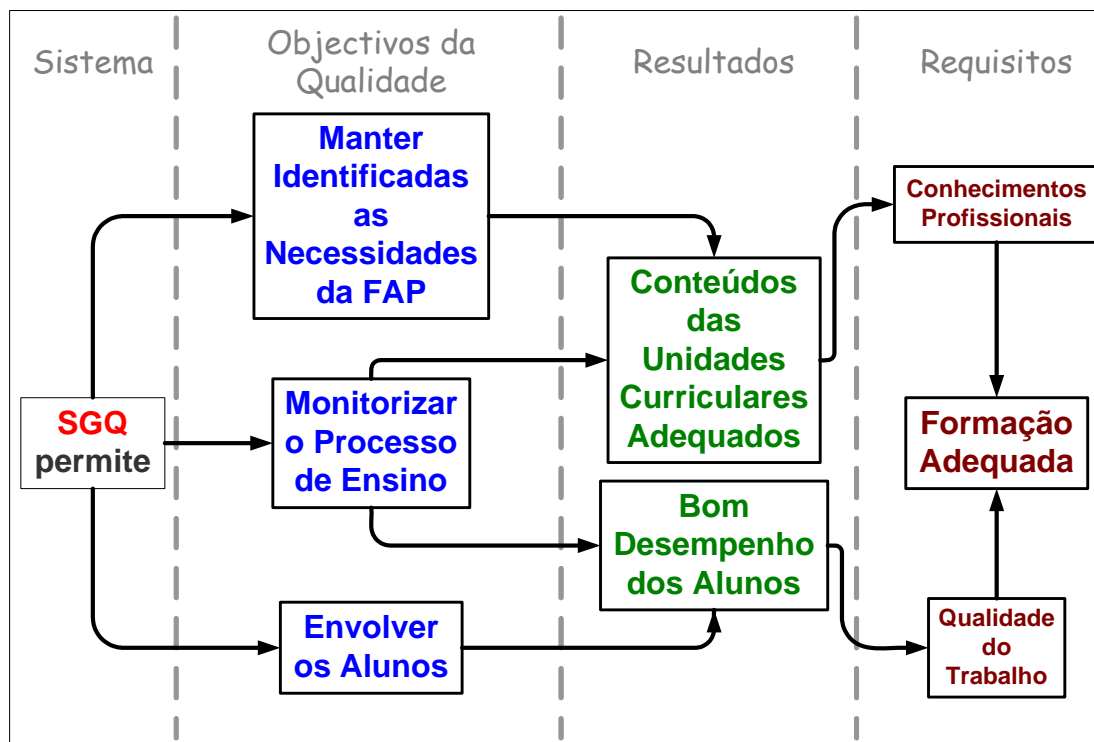 Sistema
Objectivos da
Qualidade
Resultados
Requisitos
Manter
Identificadas
as
Necessidades
da FAP
Conhecimentos
Profissionais
Conteúdos
das
Unidades
Curriculares
Adequados
SGQ
permite
Monitorizar
o Processo
de Ensino
Formação
Adequada
Bom
Desempenho
dos Alunos
Envolver
os Alunos
Qualidade
do
Trabalho